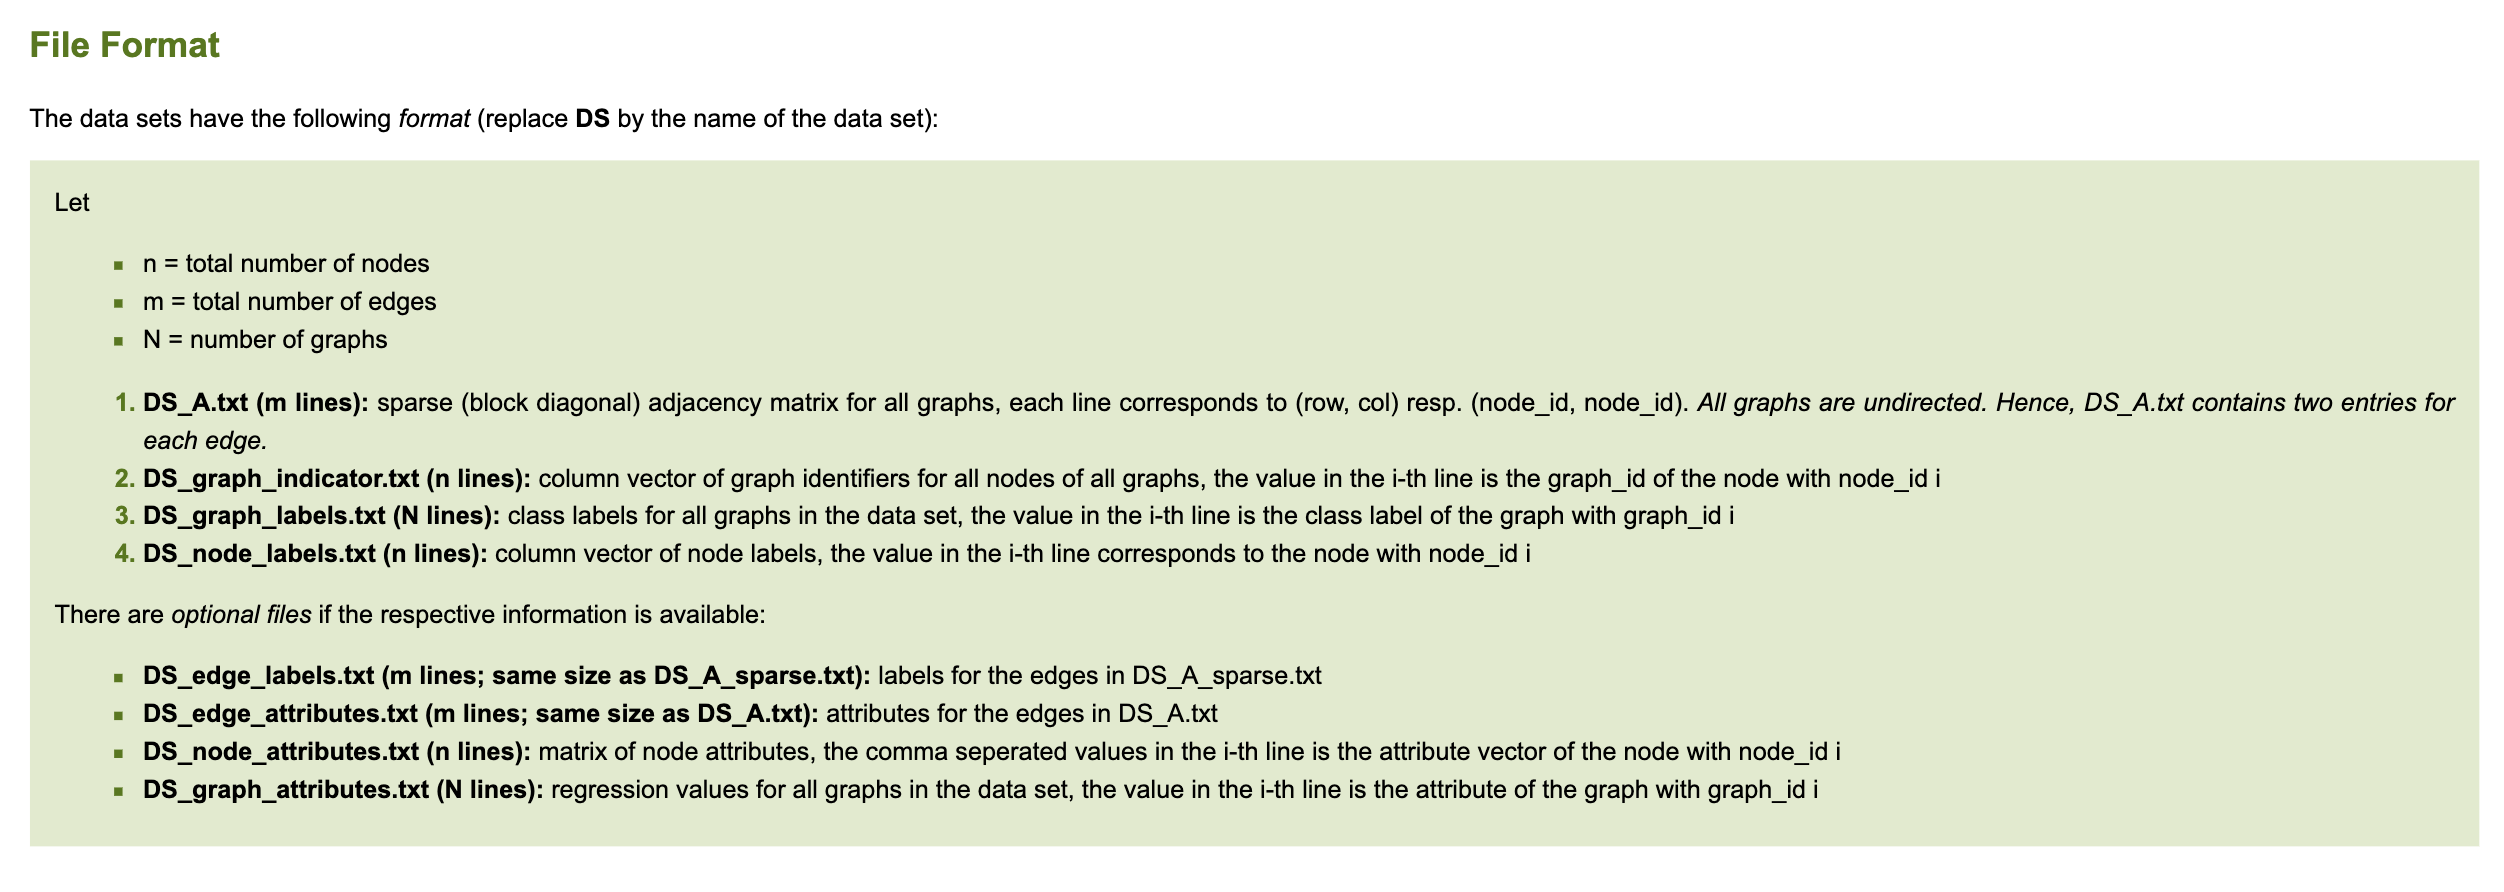 File Format
The data sets have the following format (replace DS by the name of the data set):
Let
n = total number of nodes
m = total number of edges
N = number of graphs
1. DS_A.txt (m lines): sparse (block diagonal) adjacency matrix for all graphs, each line corresponds to (row, col) resp. (node_id, node_id). All graphs are undirected. Hence, DS_A.txt contains two entries for
each edge.
2. DS_graph_indicator.txt (n lines): column vector of graph identifiers for all nodes of all graphs, the value in the i-th line is the graph_id of the node with node_id i
3. DS_graph_labels.txt (N lines): class labels for all graphs in the data set, the value in the i-th line is the class label of the graph with graph_id i
4. DS_node_labels.txt (n lines): column vector of node labels, the value in the i-th line corresponds to the node with node_id i
There are optional files if the respective information is available:
DS_edge_labels.txt (m lines; same size as DS_A_sparse.txt): labels for the edges in DS_A_sparse.txt
DS_edge_attributes.txt (m lines; same size as DS_A.txt): attributes for the edges in DS_A.txt
DS_node_attributes.txt (n lines): matrix of node attributes, the comma seperated values in the i-th line is the attribute vector of the node with node_id i
DS_graph_attributes.txt (N lines): regression values for all graphs in the data set, the value in the i-th line is the attribute of the graph with graph_id i